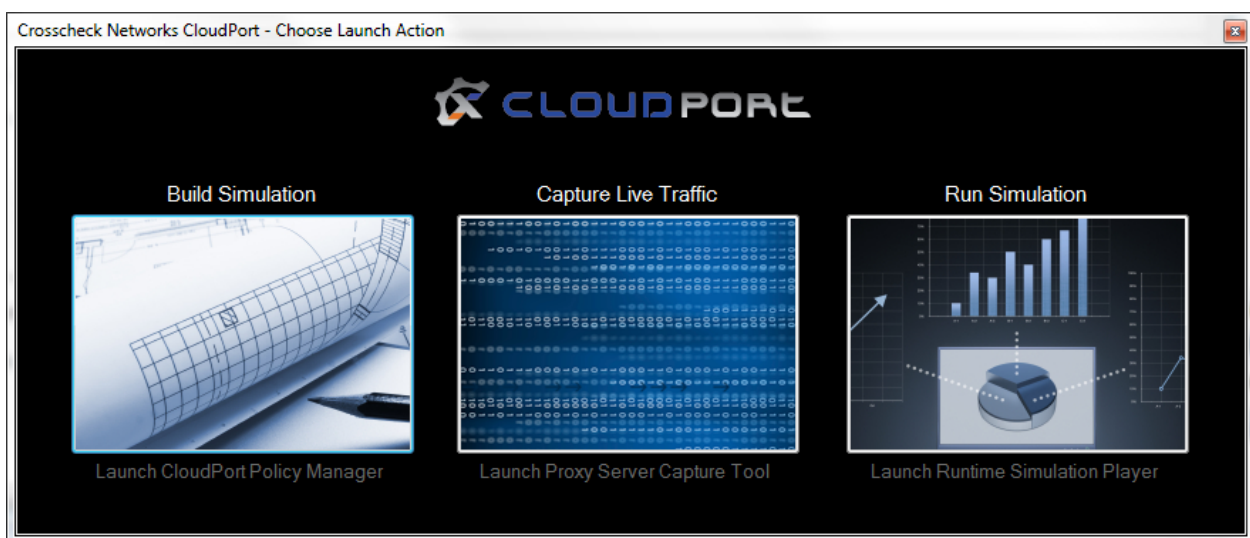 Crosscheck Networks CloudPort - Choose Launch Action
CLOUDPORT
Build Simulation
Capture Live Traffic
Run Simulation
Launch CloudPort Policy Manager
Launch Proxy Server Capture Tool
Launch Runtime Simulation Player